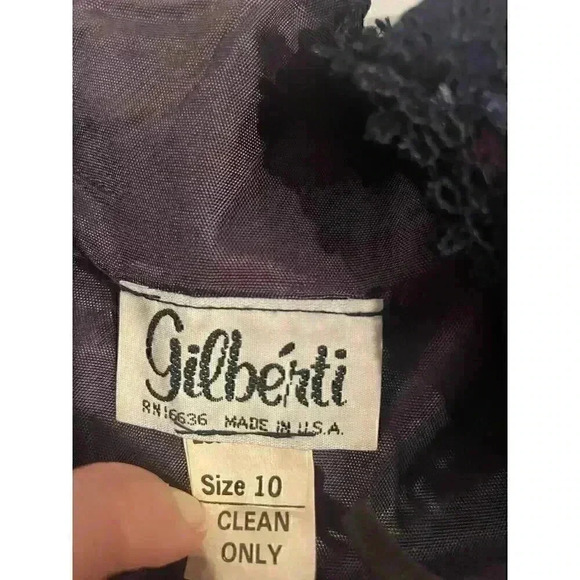 Gilbérti
RN16636 MADE IN U.S.A.
Size 10
CLEAN
ONLY